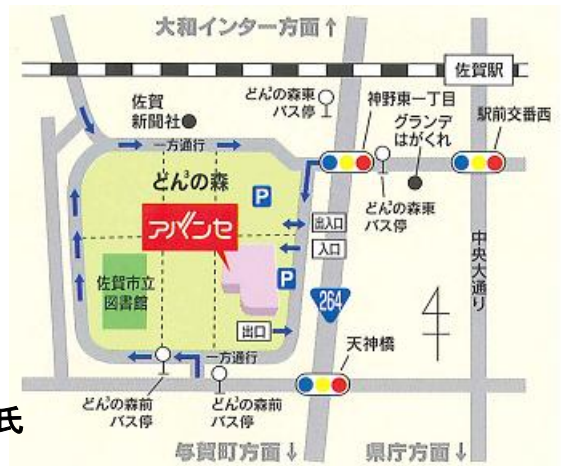 大和インター方面↑
佐賀駅
どん³の森東
バス停
神野東一丁目
佐賀
新聞社
グランデ
はがくれ
駅前交番西
一方通行
どん³の森
P
どん³の森東
バス停
アバンセ
出入口
入口
中央大通り
佐賀市立
図書館
P
264
出口
天神橋
一方通行
どん³の森前
バス停
どん³の森前
バス停
氏
与賀町方面↓
県庁方面↓